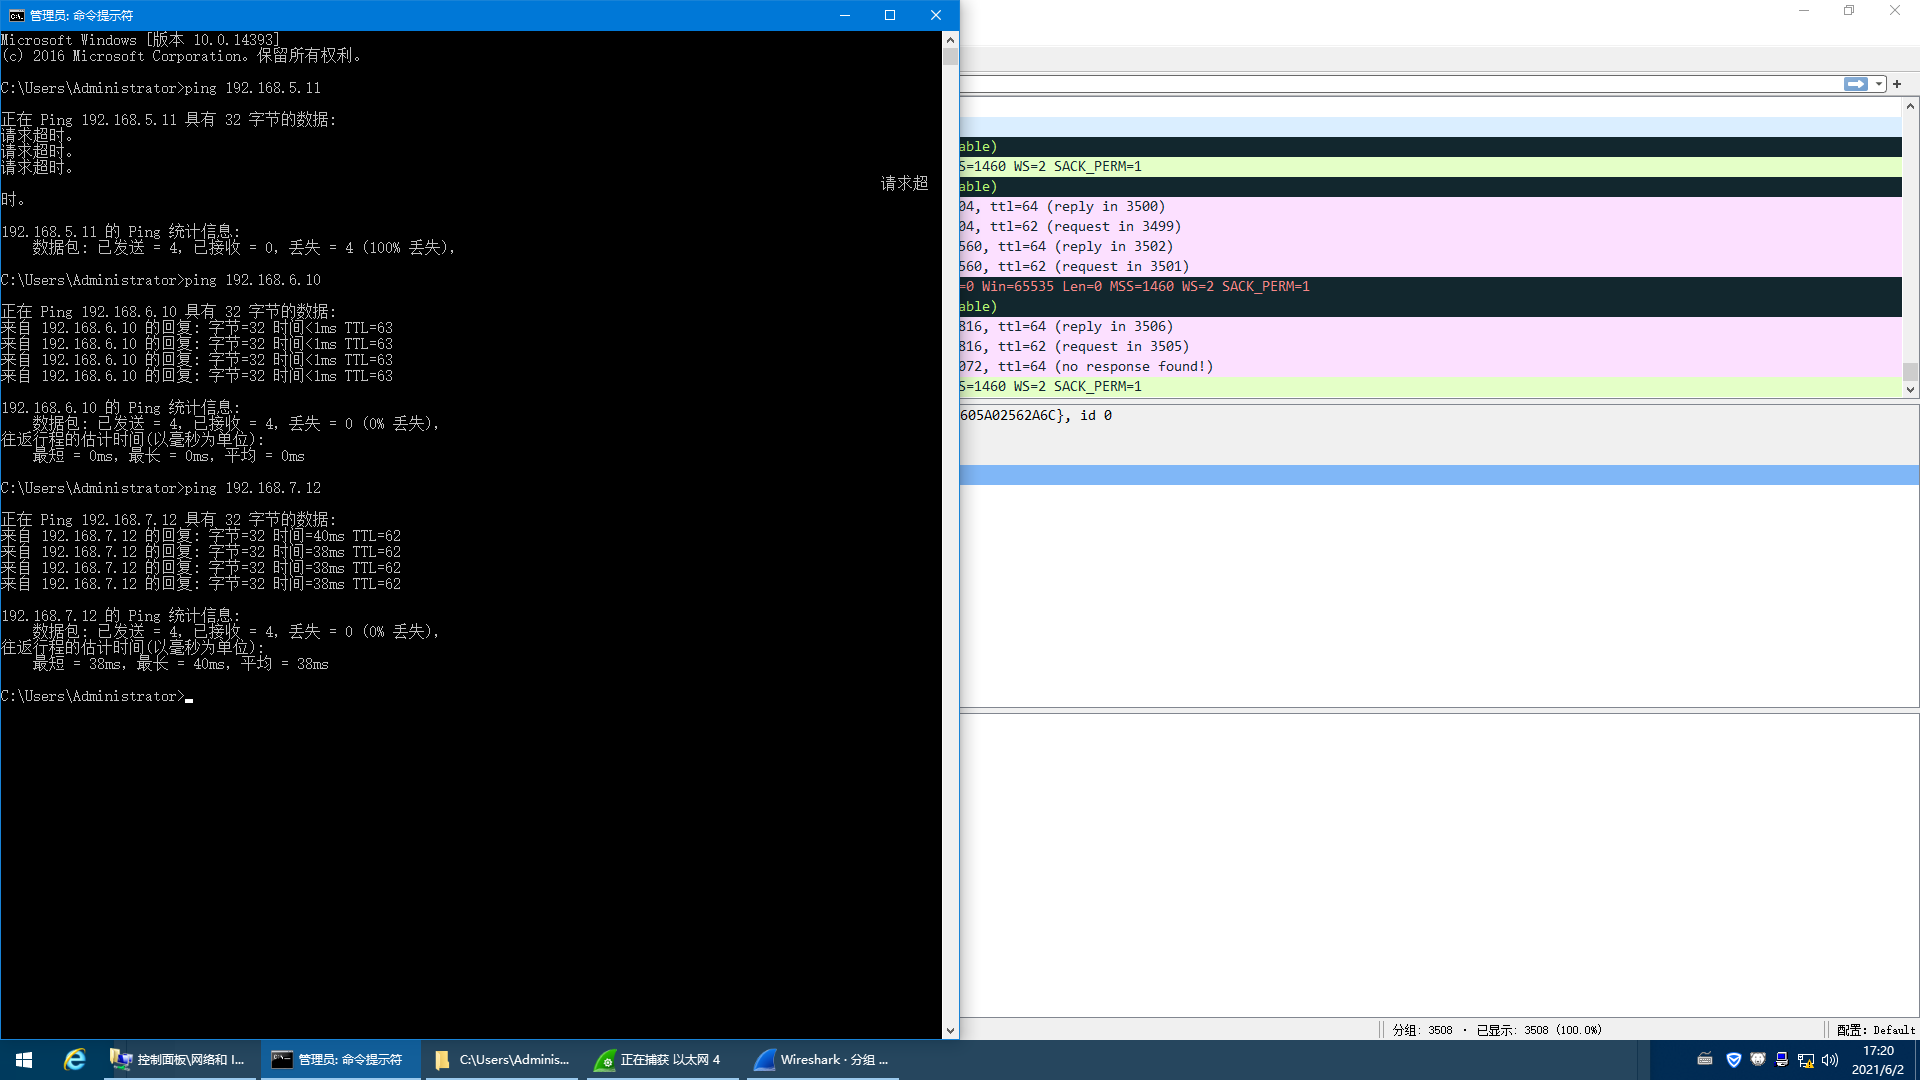 管理员: 命令提示符
Microsoft Windows [版本 10.0.14393]
(c) 2016 Microsoft Corporation。保留所有权利。
C:\Users\Administrator>ping 192.168.5.11
正在 Ping 192.168.5.11 具有 32 字节的数据:
请求超时。
请求超时。
请求超时。
请求超
时。
192.168.5.11 的 Ping 统计信息:
数据包: 已发送 = 4，已接收 = 0，丢失 = 4 (100% 丢失)，
C:\Users\Administrator>ping 192.168.6.10
正在 Ping 192.168.6.10 具有 32 字节的数据:
来自 192.168.6.10 的回复: 字节=32 时间<1ms TTL=63
来自 192.168.6.10 的回复: 字节=32 时间<1ms TTL=63
来自 192.168.6.10 的回复: 字节=32 时间<1ms TTL=63
来自 192.168.6.10 的回复: 字节=32 时间<1ms TTL=63
192.168.6.10 的 Ping 统计信息:
数据包: 已发送 = 4，已接收 = 4，丢失 = 0 (0% 丢失)，
往返行程的估计时间(以毫秒为单位):
最短 = 0ms，最长 = 0ms，平均 = 0ms
C:\Users\Administrator>ping 192.168.7.12
正在 Ping 192.168.7.12 具有 32 字节的数据:
来自 192.168.7.12 的回复: 字节=32 时间=40ms TTL=62
来自 192.168.7.12 的回复: 字节=32 时间=38ms TTL=62
来自 192.168.7.12 的回复: 字节=32 时间=38ms TTL=62
来自 192.168.7.12 的回复: 字节=32 时间=38ms TTL=62
192.168.7.12 的 Ping 统计信息:
数据包: 已发送 = 4，已接收 = 4，丢失 = 0 (0% 丢失)，
往返行程的估计时间(以毫秒为单位):
最短 = 38ms，最长 = 40ms，平均 = 38ms
C:\Users\Administrator>
able)
S=1460 WS=2 SACK_PERM=1
able)
04, ttl=64 (reply in 3500)
04, ttl=62 (request in 3499)
560, ttl=64 (reply in 3502)
560, ttl=62 (request in 3501)
=0 Win=65535 Len=0 MSS=1460 WS=2 SACK_PERM=1
able)
816, ttl=64 (reply in 3506)
816, ttl=62 (request in 3505)
072, ttl=64 (no response found!)
S=1460 WS=2 SACK_PERM=1
605A02562A6C}, id 0
分组: 3508 · 已显示: 3508 (100.0%)
配置: Default
控制面板\网络和 I...
管理员: 命令提示符
C:\Users\Adminis...
正在捕获 以太网 4
Wireshark · 分组 ...
17:20
2021/6/2